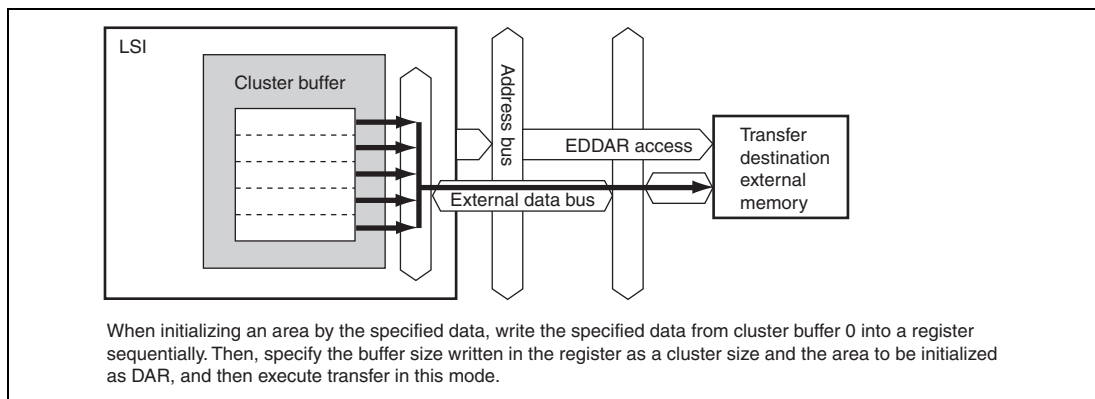 LSI
Cluster buffer
Address bus
EDDAR access
External data bus
Transfer
destination
external
memory
When initializing an area by the specified data, write the specified data from cluster buffer 0 into a register
sequentially. Then, specify the buffer size written in the register as a cluster size and the area to be initialized
as DAR, and then execute transfer in this mode.